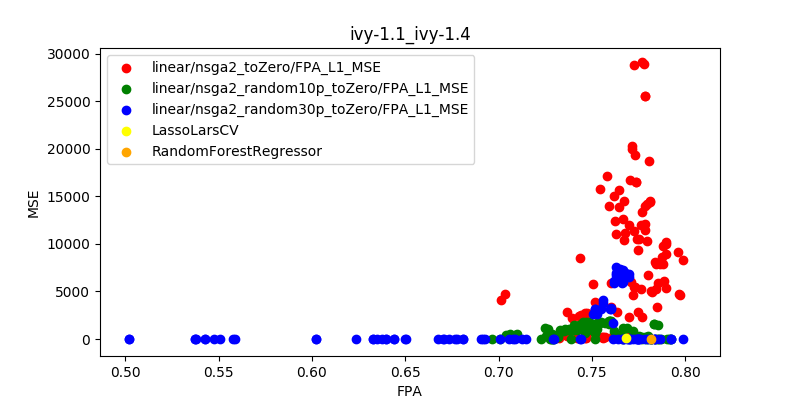 ivy-1.1_ivy-1.4
30000
25000
20000
15000
10000
5000
0
MSE
linear/nsga2_toZero/FPA_L1_MSE
linear/nsga2_random10p_toZero/FPA_L1_MSE
linear/nsga2_random30p_toZero/FPA_L1_MSE
LassoLarsCV
RandomForestRegressor
0.50 0.55 0.60 0.65 0.70 0.75 0.80
FPA